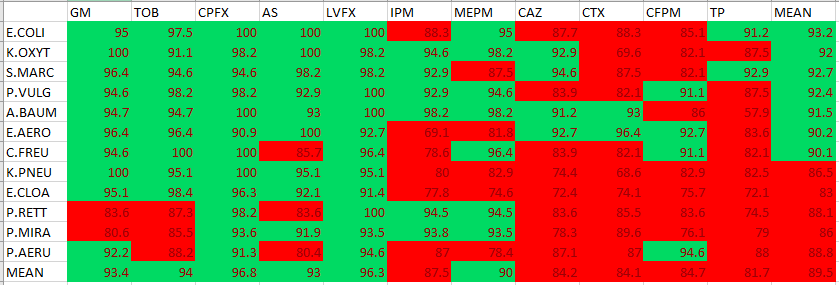 GM TOB CPFX AS LVFX IPM MEPM CAZ CTX CFPM TP MEAN
E.COLI 95 97.5 100 100 100 88.3 95 87.7 88.3 85.1 91.2 93.2
K.OXYT 100 91.1 98.2 100 98.2 94.6 98.2 92.9 69.6 82.1 87.5 92
S.MARC 96.4 94.6 94.6 98.2 98.2 92.9 87.5 94.6 87.5 82.1 92.9 92.7
P.VULG 94.6 98.2 98.2 92.9 100 92.9 94.6 83.9 82.1 91.1 87.5 92.4
A.BAUM 94.7 94.7 100 93 100 98.2 98.2 91.2 93 86 57.9 91.5
E.AERO 96.4 96.4 90.9 100 92.7 69.1 81.8 92.7 96.4 92.7 83.6 90.2
C.FREU 94.6 100 100 85.7 96.4 78.6 96.4 83.9 82.1 91.1 82.1 90.1
K.PNEU 100 95.1 100 95.1 95.1 80 82.9 74.4 68.6 82.9 82.5 86.5
E.CLOA 95.1 98.4 96.3 92.1 91.4 77.8 74.6 72.4 74.1 75.7 72.1 83
P.RETT 83.6 87.3 98.2 83.6 100 94.5 94.5 83.6 85.5 83.6 74.5 88.1
P.MIRA 80.6 85.5 93.6 91.9 93.5 93.8 93.5 78.3 89.6 76.1 79 86
P.AERU 92.2 88.2 91.3 80.4 94.6 87 78.4 87.1 87 94.6 88 88.8
MEAN 93.4 94 96.8 93 96.3 87.5 90 84.2 84.1 84.7 81.7 89.5